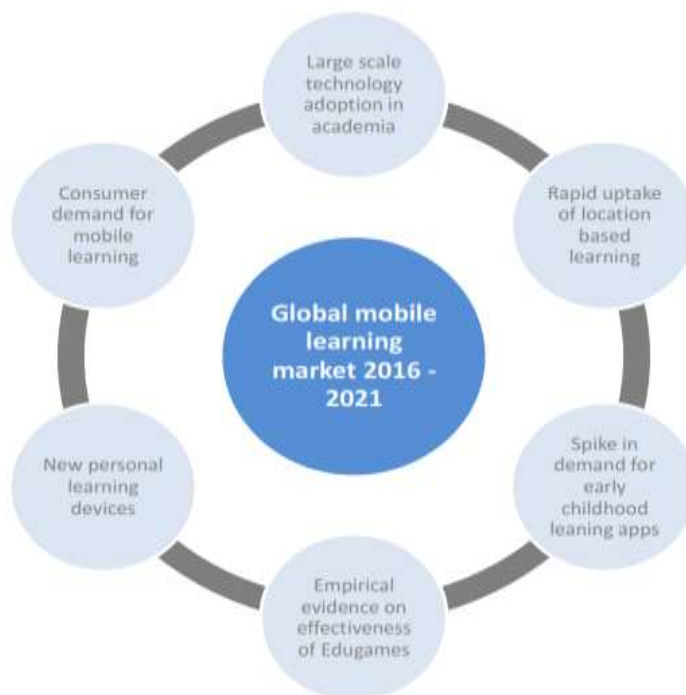 Large scale
technology
adoption in
academia
Consumer
demand for
mobile
learning
Rapid uptake
of location
based
learning
Global mobile
learning
market 2016 -
2021
New personal
learning
devices
Spike in
demand for
early
childhood
leaning apps
Empirical
evidence on
effectiveness
of Edugames